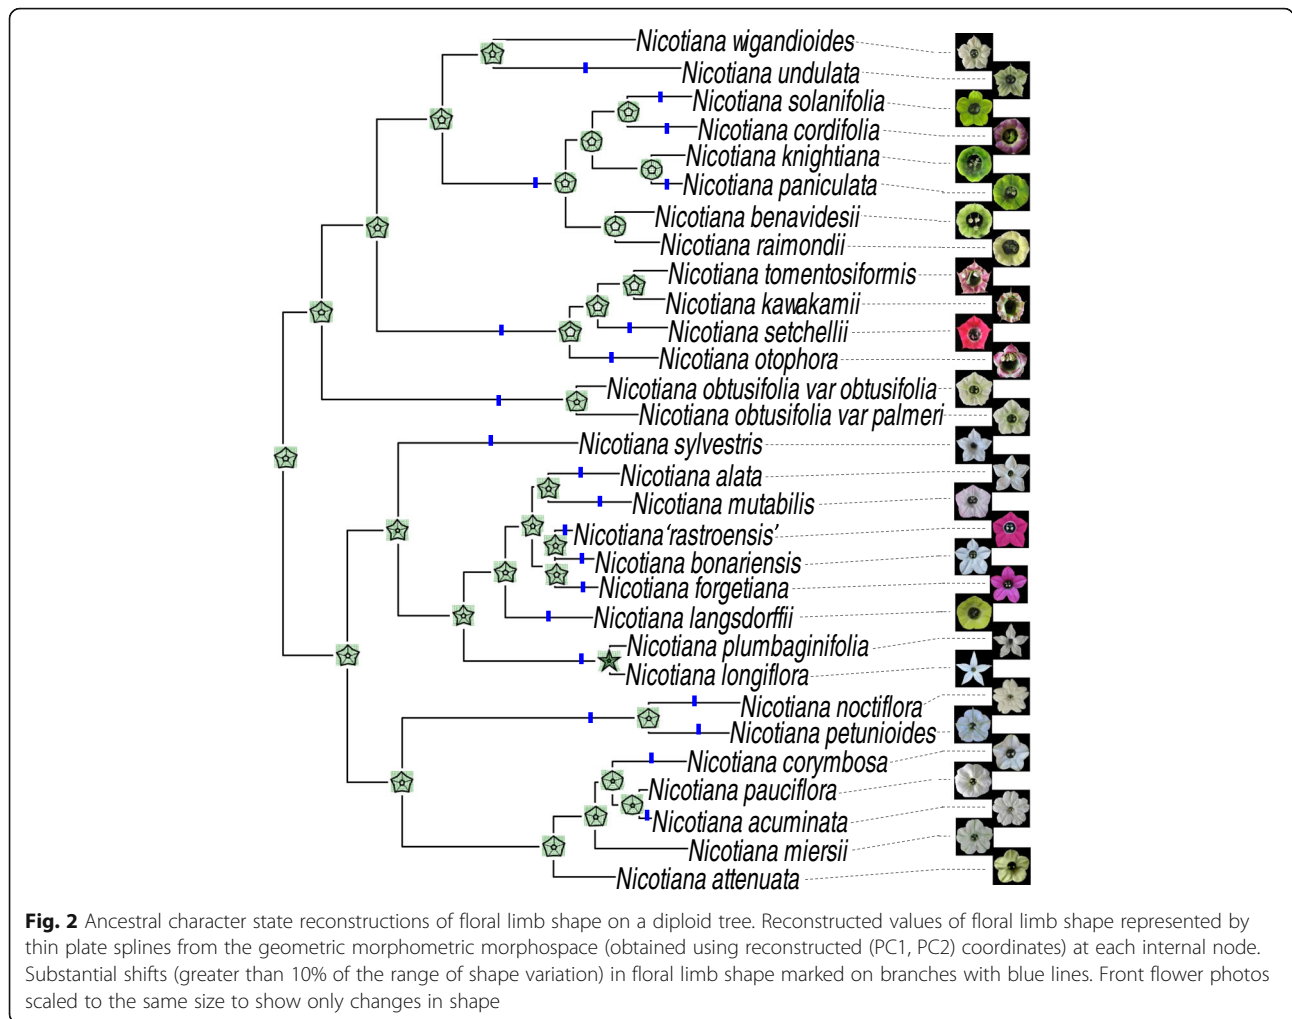 Nicotiana wigandioides
Nicotiana undulata
Nicotiana solanifolia
Nicotiana cordifolia
Nicotiana knightiana
Nicotiana paniculata
Nicotiana benavidesii
Nicotiana raimondii
Nicotiana tomentosiformis
Nicotiana kawakamii
Nicotiana setchellii
Nicotiana otophora
Nicotiana obtusifolia var obtusifolia
Nicotiana obtusifolia var palmeri
Nicotiana sylvestris
Nicotiana alata
Nicotiana mutabilis
Nicotiana 'rastroensis'
Nicotiana bonariensis
Nicotiana forgetiana
Nicotiana langsdorffii
Nicotiana plumbaginifolia
Nicotiana longiflora
Nicotiana noctiflora
Nicotiana petunioides
Nicotiana corymbosa
Nicotiana pauciflora
Nicotiana acuminata
Nicotiana miersii
Nicotiana attenuata
Fig. 2 Ancestral character state reconstructions of floral limb shape on a diploid tree. Reconstructed values of floral limb shape represented by
thin plate splines from the geometric morphometric morphospace (obtained using reconstructed (PC1, PC2) coordinates) at each internal node.
Substantial shifts (greater than 10% of the range of shape variation) in floral limb shape marked on branches with blue lines. Front flower photos
scaled to the same size to show only changes in shape